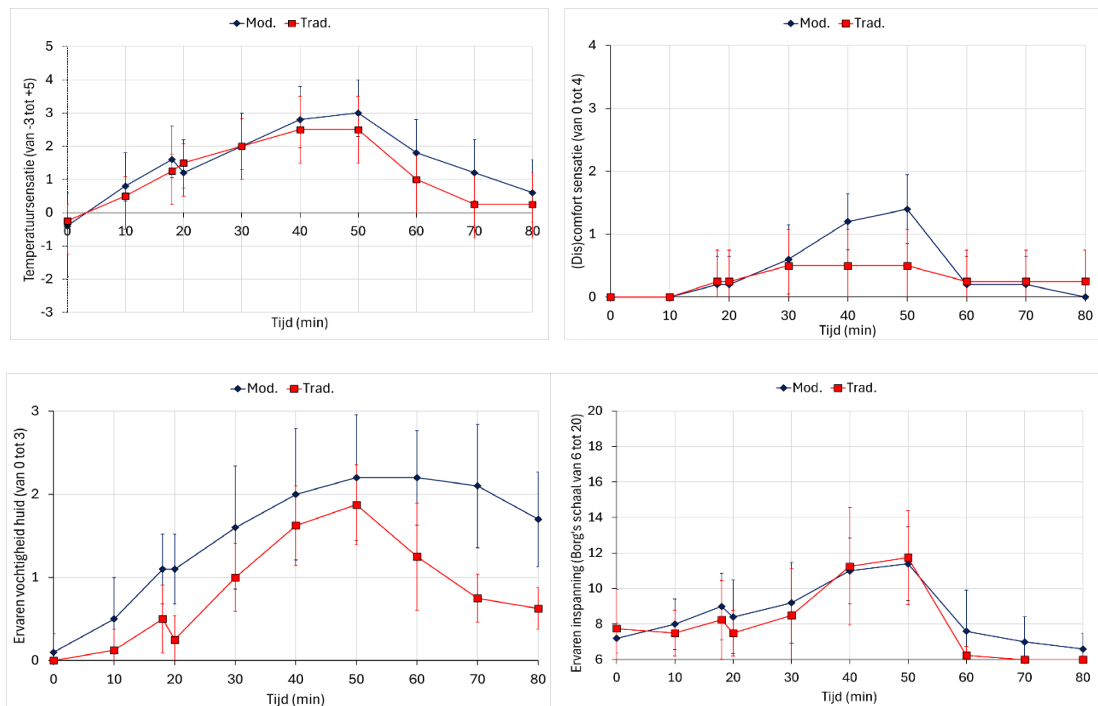 Mod. Trad.
Temperatuursensatie (van -3 tot +5)
5
4
3
2
1
0
-1
-2
-3
0 10 20 30 40 50 60 70 80
Tijd (min)
Mod. Trad.
(Dis)comfort sensatie (van 0 tot 4)
4
3
2
1
0
0 10 20 30 40 50 60 70 80
Tijd (min)
Mod. Trad.
Ervaren vochtigheid huid (van 0 tot 3)
3
2
1
0
0 10 20 30 40 50 60 70 80
Tijd (min)
Mod. Trad.
Ervaren inspanning (Borg's schaal van 6 tot 20)
20
18
16
14
12
10
8
6
0 10 20 30 40 50 60 70 80
Tijd (min)